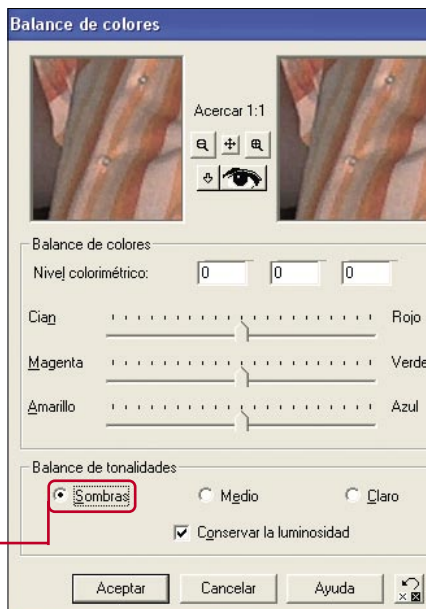 Balance de colores
Acercar 1:1
Balance de colores
Nivel colorimétrico: 0 0 0
Cian Rojo
Magenta Verde
Amarillo Azul
Balance de tonalidades
Sombras Medio Claro
Conservar la luminosidad
Aceptar Cancelar Ayuda